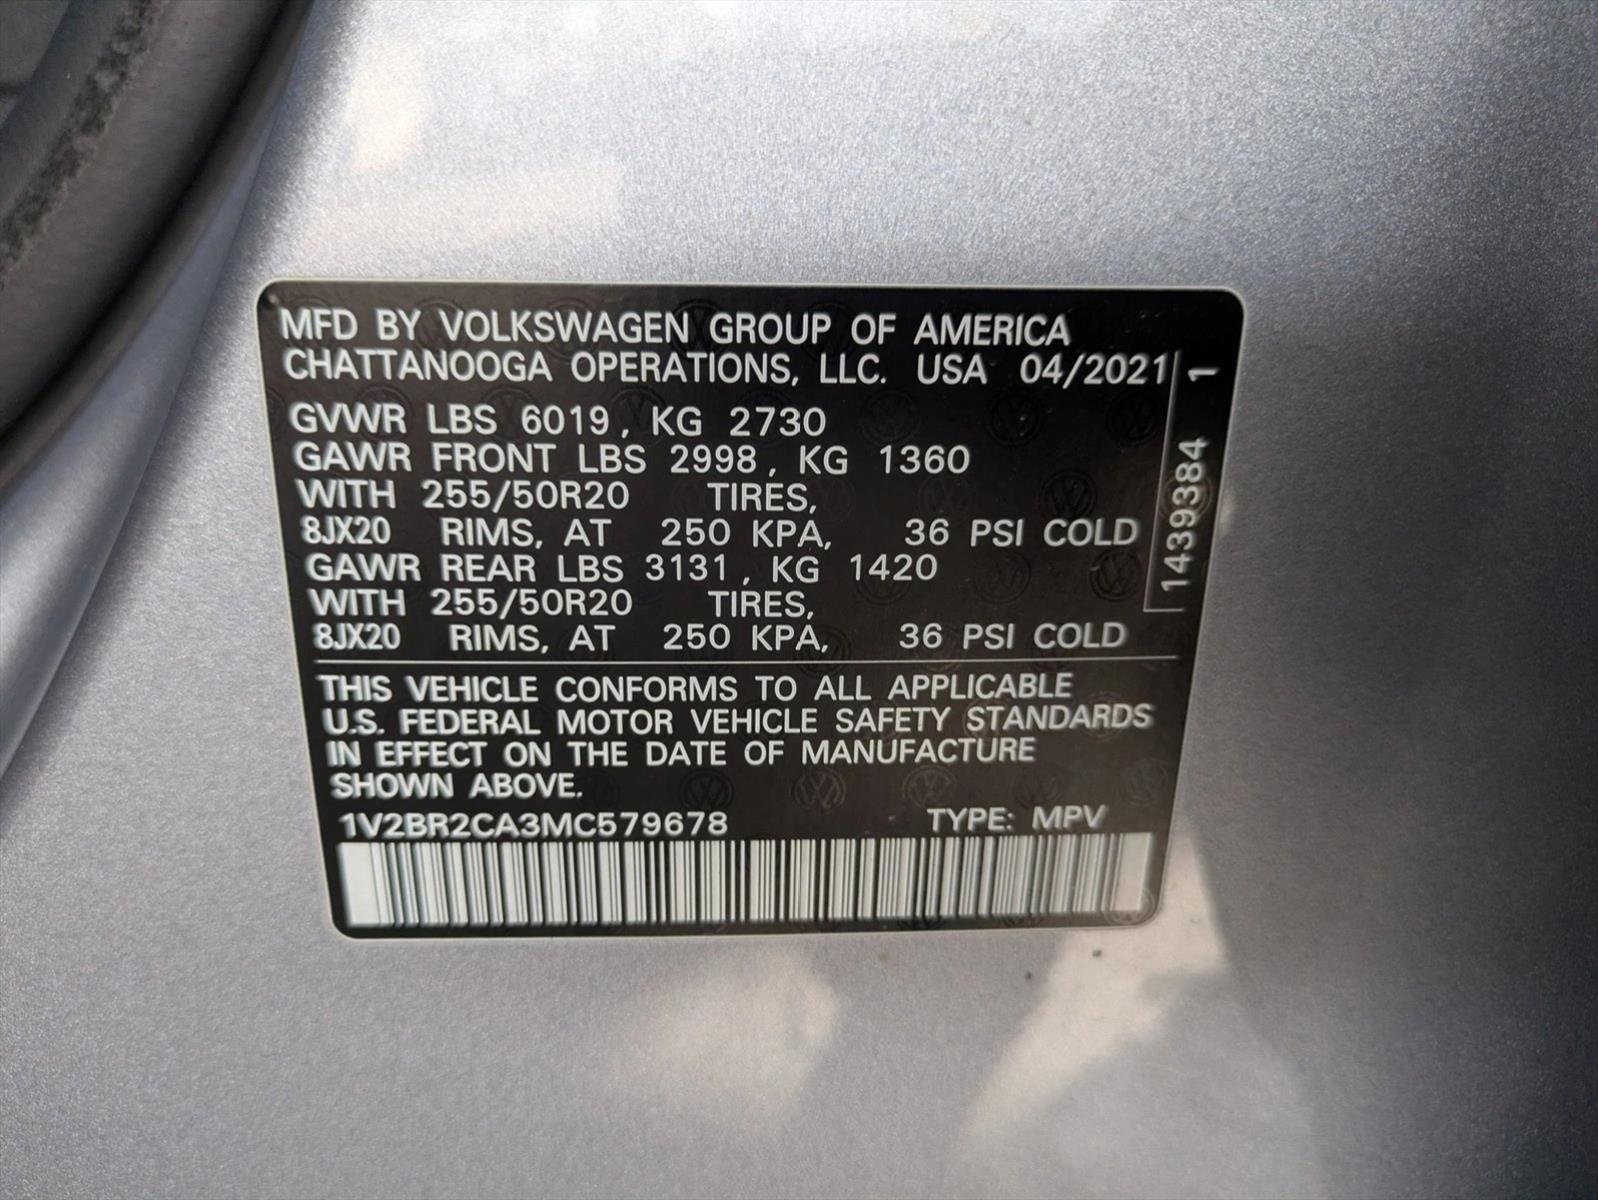 MFD BY VOLKSWAGEN GROUP OF AMERICA
CHATTANOOGA OPERATIONS, LLC. USA 04/2021
GVWR LBS 6019, KG 2730
GAWR FRONT LBS 2998, KG 1360
WITH 255/50R20 TIRES,
8JX20 RIMS, AT 250 KPA, 36 PSI COLD
GAWR REAR LBS 3131, KG 1420
WITH 255/50R20 TIRES,
8JX20 RIMS, AT 250 KPA, 36 PSI COLD
1439384 1
THIS VEHICLE CONFORMS TO ALL APPLICABLE
U.S. FEDERAL MOTOR VEHICLE SAFETY STANDARDS
IN EFFECT ON THE DATE OF MANUFACTURE
SHOWN ABOVE.
1V2BR2CA3MC579678 TYPE: MPV